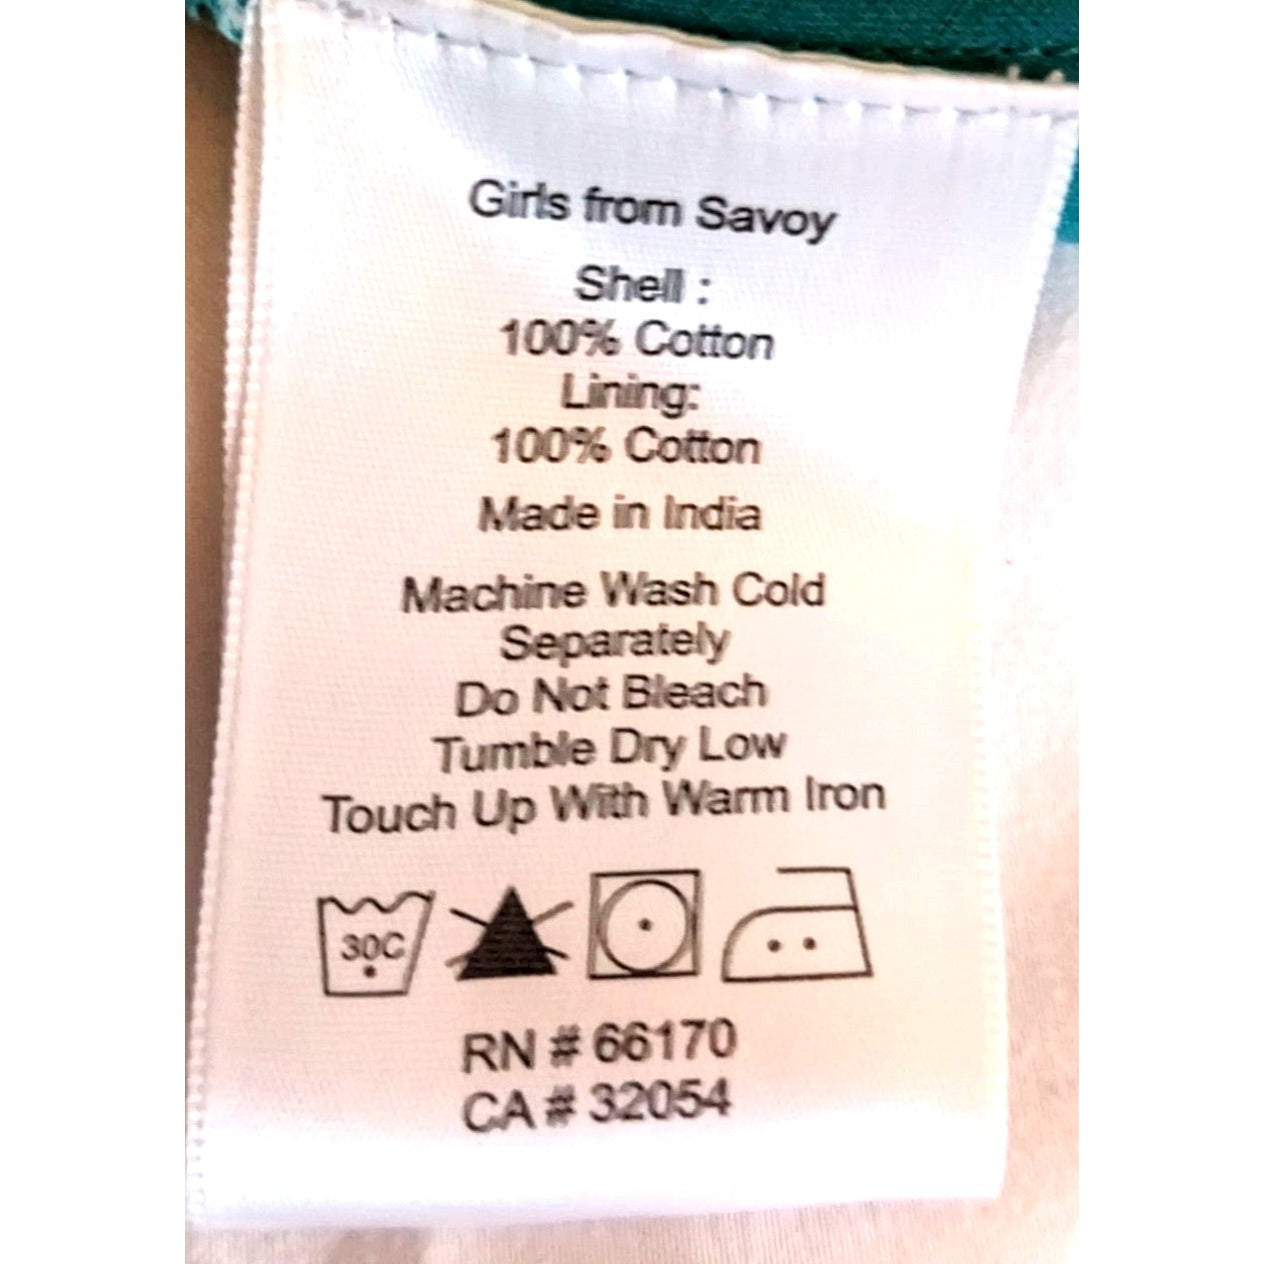 Girls from Savoy
Shell :
100% Cotton
Lining:
100% Cotton
Made in India
Machine Wash Cold
Separately
Do Not Bleach
Tumble Dry Low
Touch Up With Warm Iron
30C
RN # 66170
CA # 32054